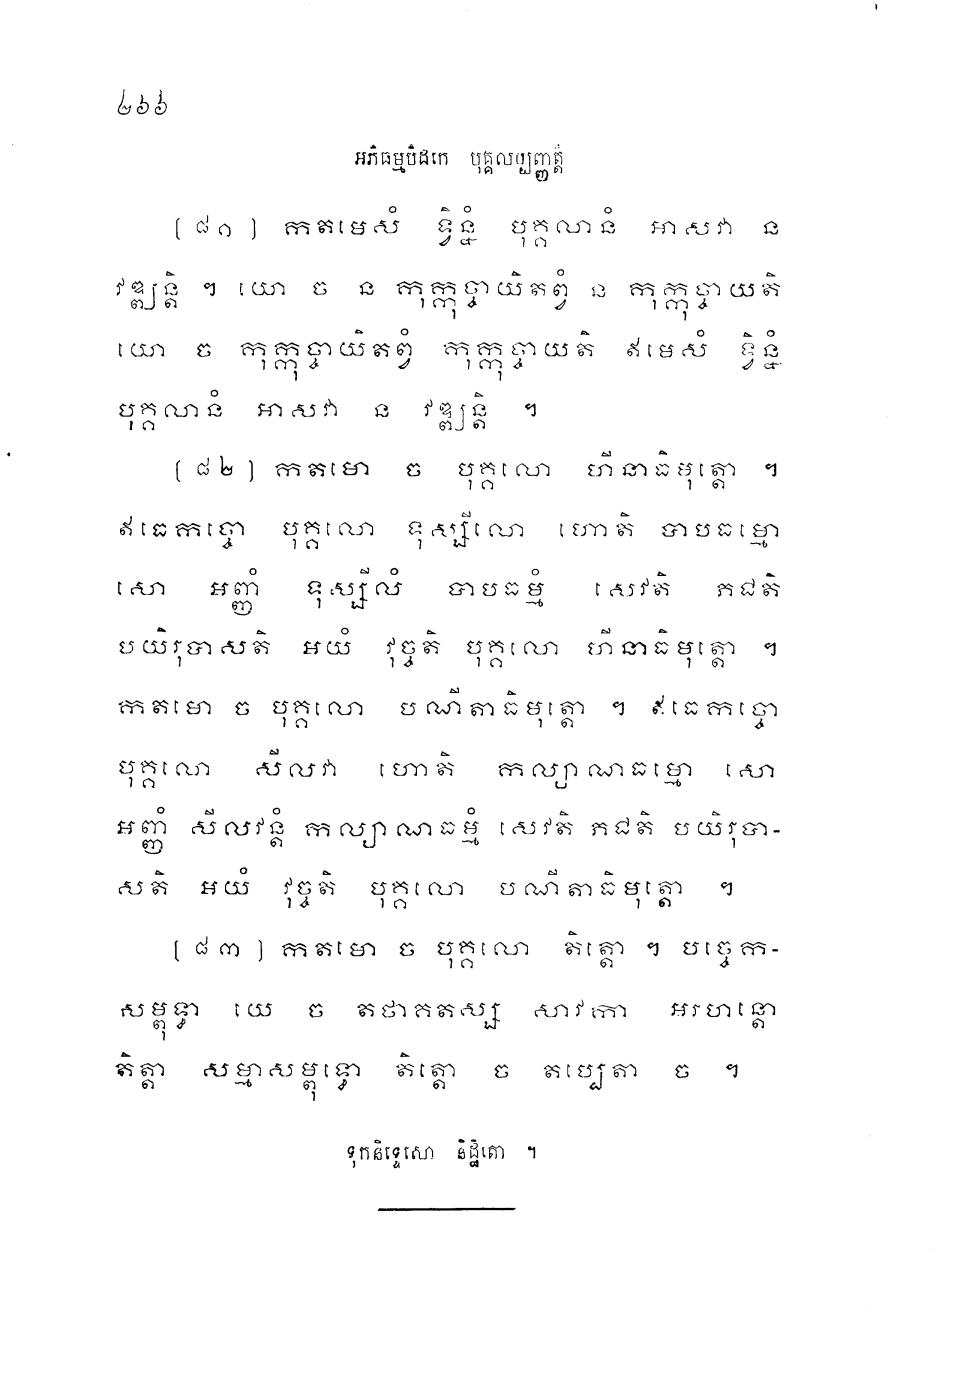 ៤៦៦
អភិធម្មបិដកេ បុគ្គលប្បញ្ញត្តិ
[ ៨១ ] កតមេសំ ទ្វិន្នំ បុគ្គលានំ អាសវា ន
វឌ្ឍន្តិ ។ យោ ច ន កុក្កុច្ចាយិតព្វំ ន កុក្កុច្ចាយតិ
យោ ច កុក្កុច្ចាយិតព្វំ កុក្កុច្ចាយតិ ឥមេសំ ទ្វិន្នំ
បុគ្គលានំ អាសវា ន វឌ្ឍន្តិ ។
[ ៨២ ] កតមោ ច បុគ្គលោ ហីនាធិមុត្តោ ។
ឥធេកច្ចោ បុគ្គលោ ទុស្សីលោ ហោតិ បាបធម្មោ
សោ អញ្ញំ ទុស្សីលំ បាបធម្មំ សេវតិ ភជតិ
បយិរុបាសតិ អយំ វុច្ចតិ បុគ្គលោ ហីនាធិមុត្តោ ។
កតមោ ច បុគ្គលោ បណីតាធិមុត្តោ ។ ឥធេកច្ចោ
បុគ្គលោ សីលវា ហោតិ កល្យាណធម្មោ សោ
អញ្ញំ សីលវន្តំ កល្យាណធម្មំ សេវតិ ភជតិ បយិរុបា-
សតិ អយំ វុច្ចតិ បុគ្គលោ បណីតាធិមុត្តោ ។
[ ៨៣ ] កតមោ ច បុគ្គលោ តិត្តោ ។ បច្ចេក-
សម្ពុទ្ធា យេ ច តថាគតស្ស សាវកា អរហន្តោ
តិត្តា សម្មាសម្ពុទ្ធោ តិត្តោ ច តប្បេតា ច ។
ទុកនិទ្ទេសោ និដ្ឋិតោ ។